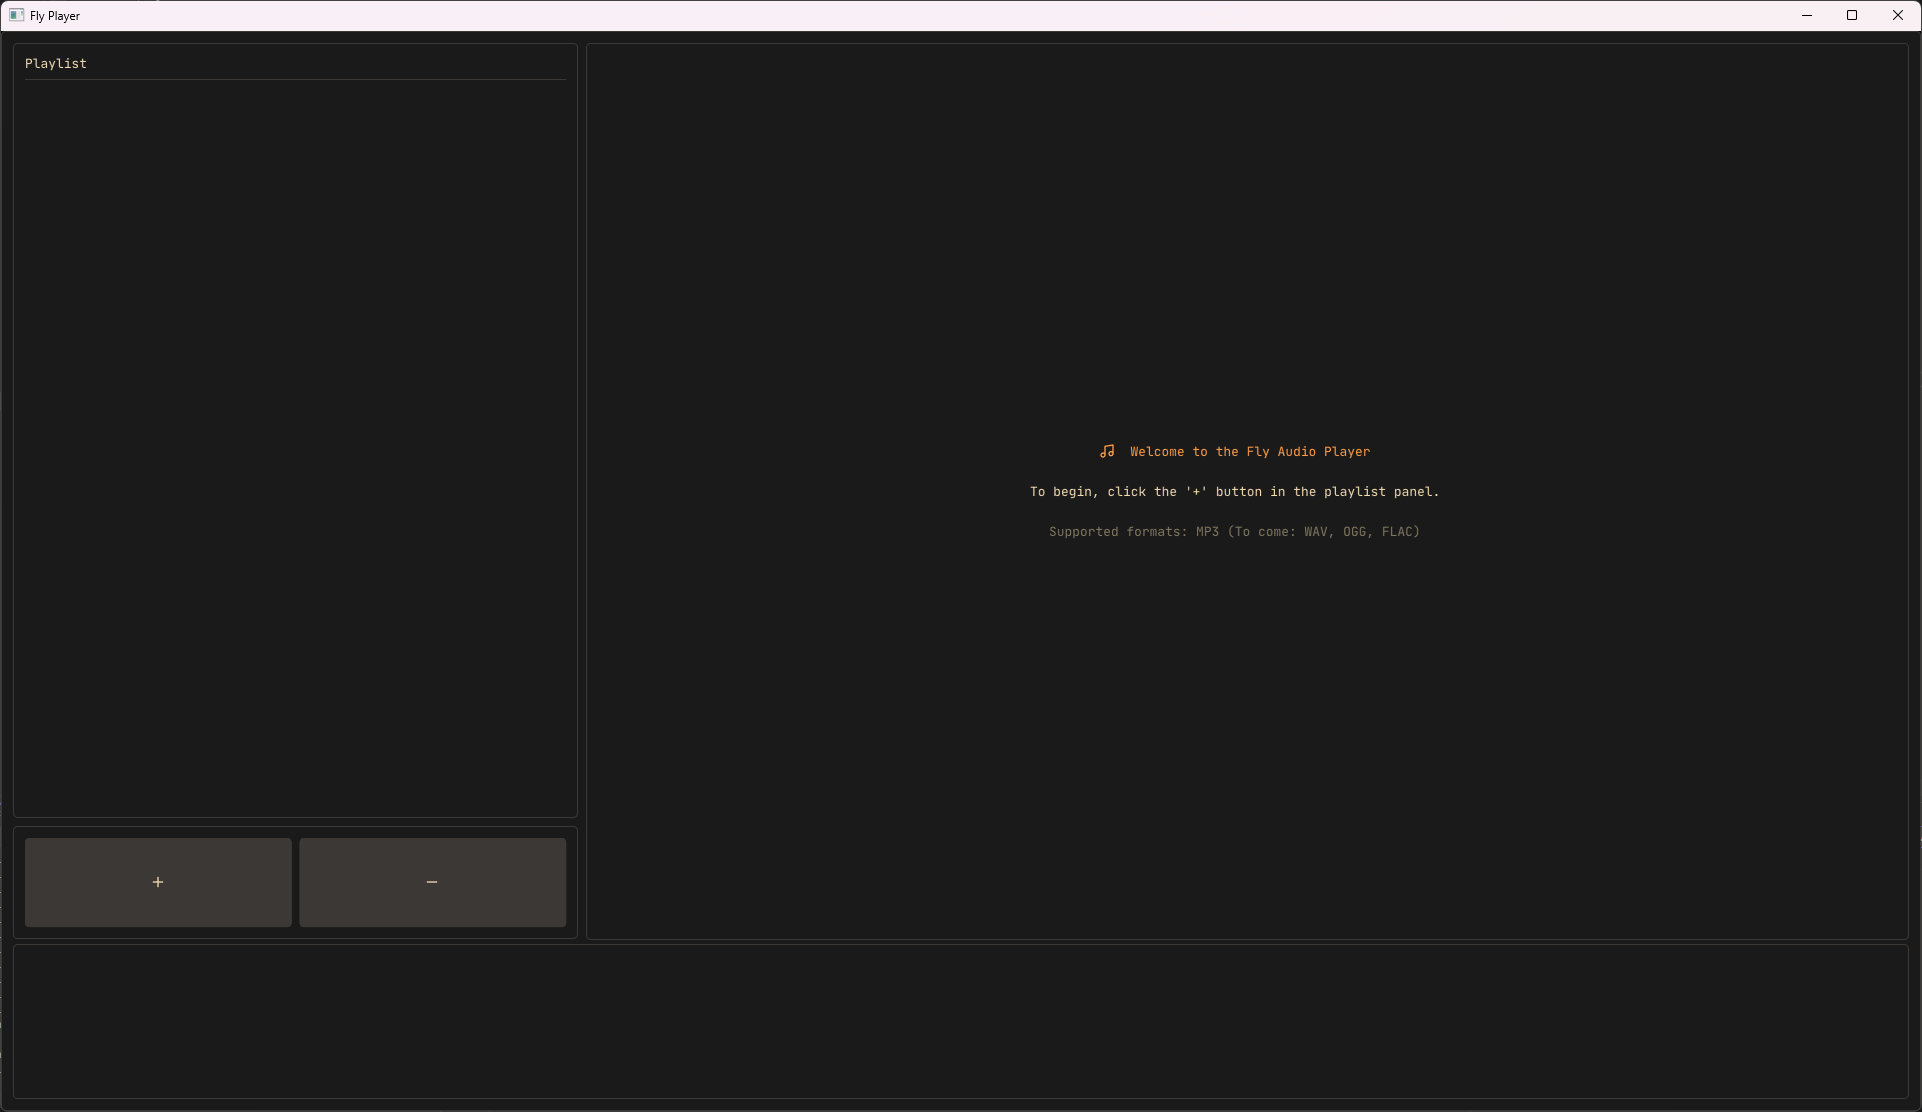 Fly Player
Playlist
Welcome to the Fly Audio Player
To begin, click the '+' button in the playlist panel.
Supported formats: MP3 (To come: WAV, OGG, FLAC)
+ −